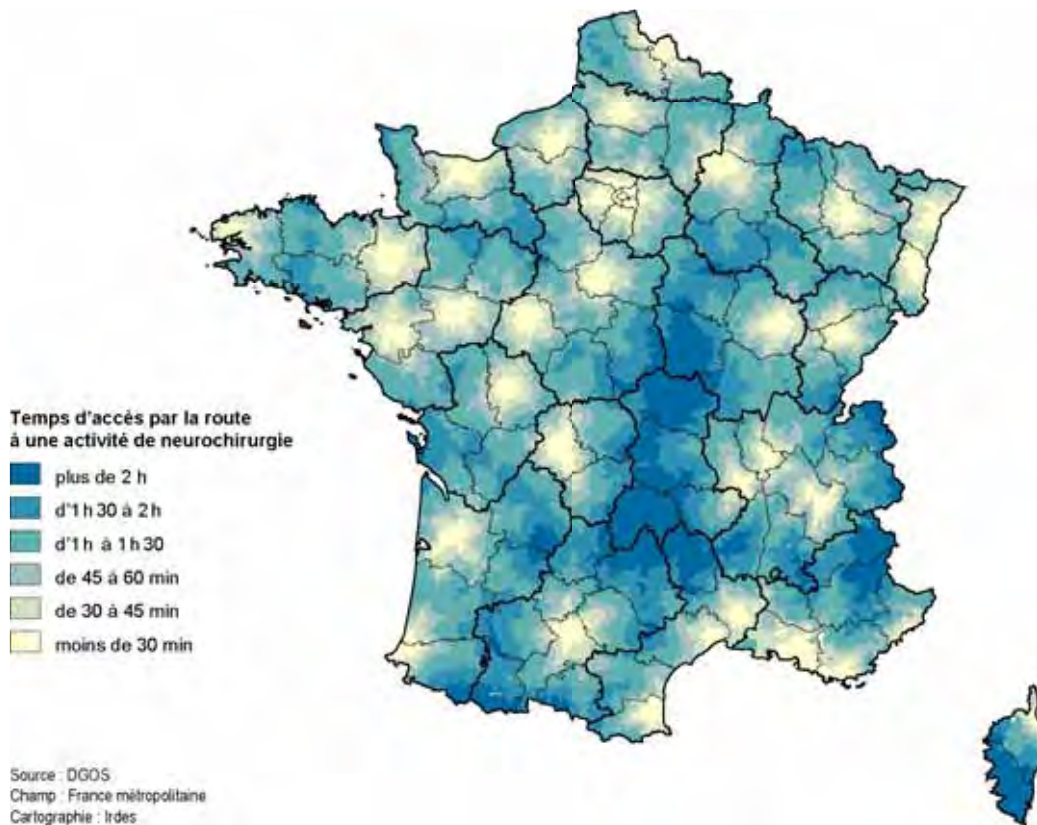 Temps d'accès par la route
à une activité de neurochirurgie
plus de 2 h
d'1 h 30 à 2 h
d'1 h à 1 h 30
de 45 à 60 min
de 30 à 45 min
moins de 30 min
Source : DGOS
Champ : France métropolitaine
Cartographie : Irdes